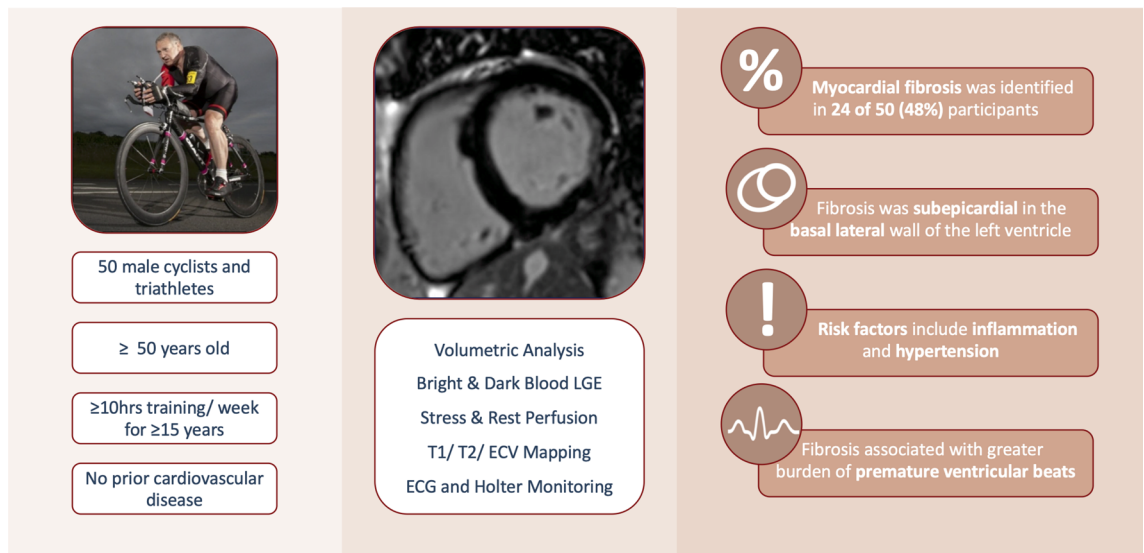 50 male cyclists and
triathletes
≥ 50 years old
≥10hrs training/ week
for ≥15 years
No prior cardiovascular
disease
Volumetric Analysis
Bright & Dark Blood LGE
Stress & Rest Perfusion
T1/ T2/ ECV Mapping
ECG and Holter Monitoring
%
Myocardial fibrosis was identified
in 24 of 50 (48%) participants
Fibrosis was subepicardial in the
basal lateral wall of the left ventricle
!
Risk factors include inflammation
and hypertension
Fibrosis associated with greater
burden of premature ventricular beats